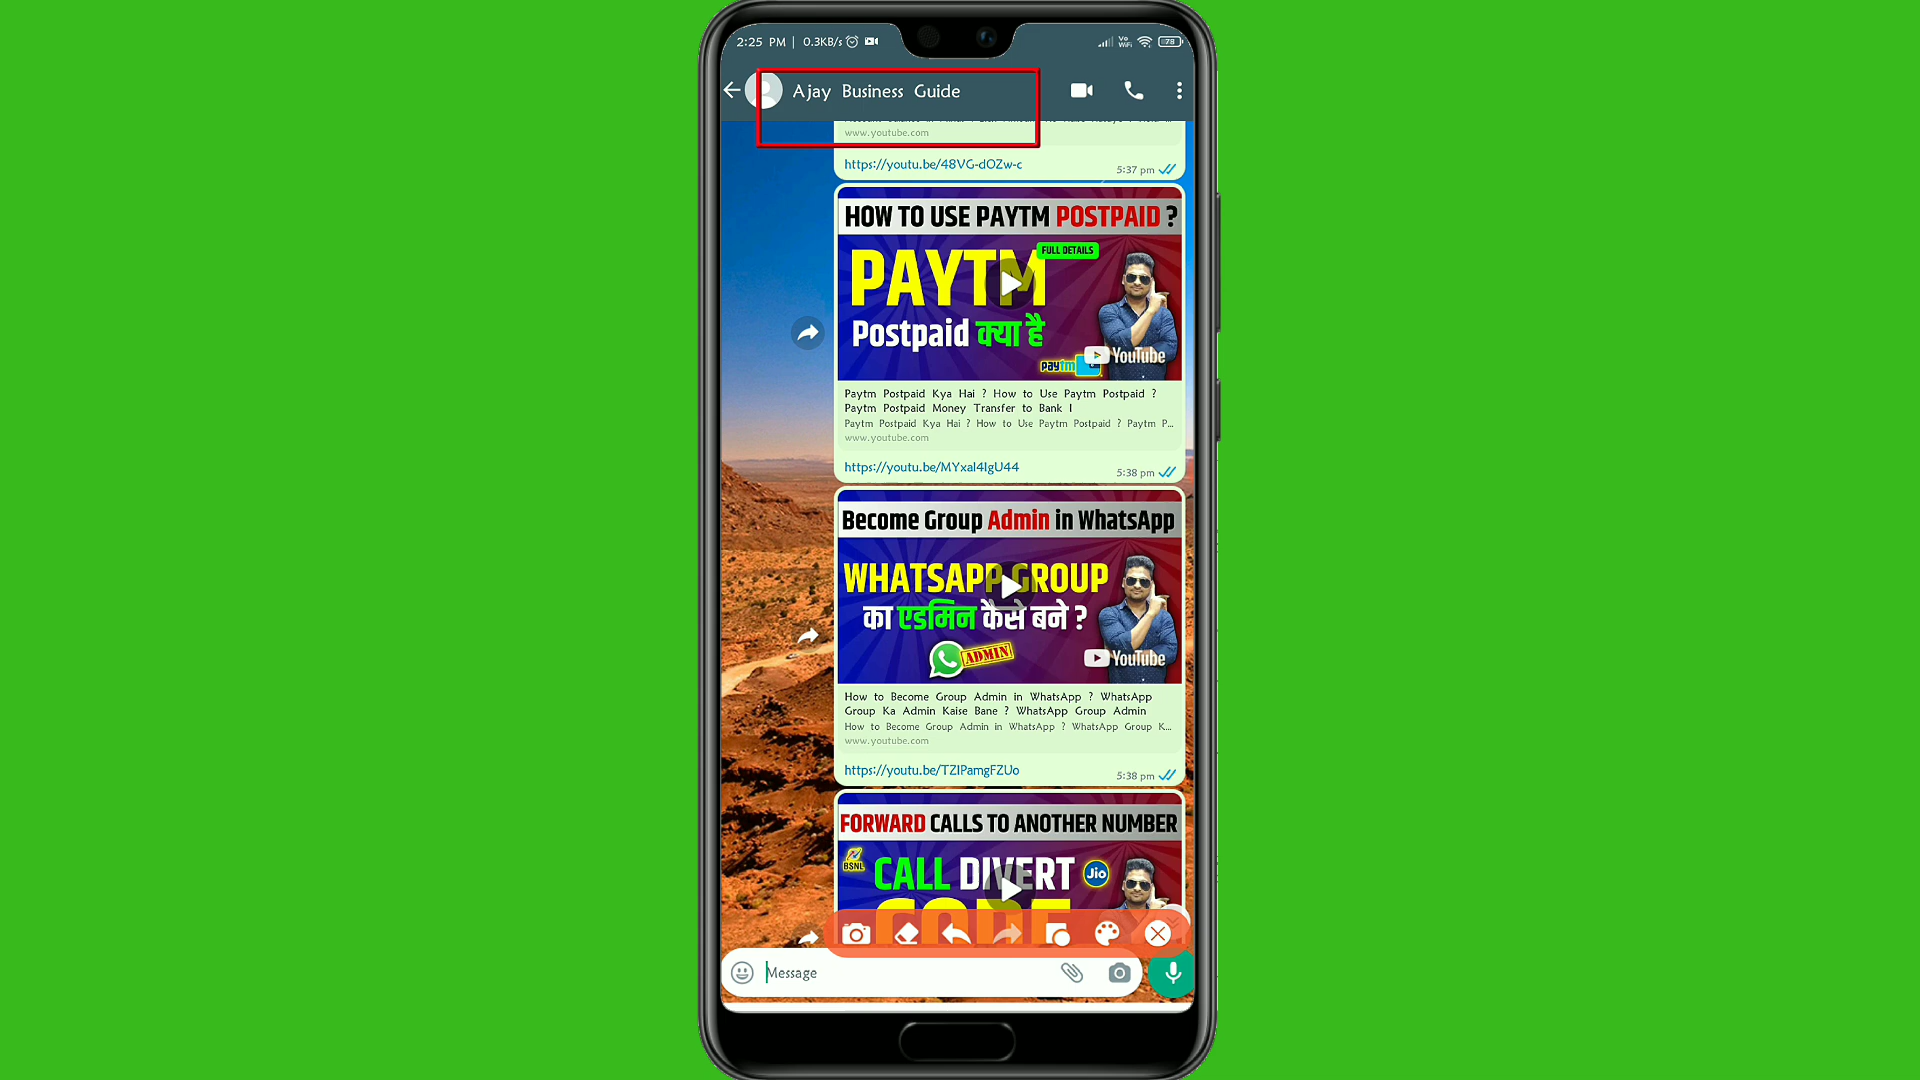 2:25 PM | 0.3KB/s
Vo
WiFi
78
Ajay Business Guide
www.youtube.com
https://youtu.be/48VG-dOZw-c
5:37 pm
HOW TO USE PAYTM POSTPAID ?
FULL DETAILS
PAYTM
Postpaid क्या है
paytm
YouTube
Paytm Postpaid Kya Hai ? How to Use Paytm Postpaid ?
Paytm Postpaid Money Transfer to Bank I
Paytm Postpaid Kya Hai ? How to Use Paytm Postpaid ? Paytm P...
www.youtube.com
https://youtu.be/MYxal4IgU44
5:38 pm
Become Group Admin in WhatsApp
WHATSAPP GROUP
का एडमिन कैसे बने ?
ADMIN
YouTube
How to Become Group Admin in WhatsApp ? WhatsApp
Group Ka Admin Kaise Bane ? WhatsApp Group Admin
How to Become Group Admin in WhatsApp ? WhatsApp Group K...
www.youtube.com
https://youtu.be/TZIPamgFZUo
5:38 pm
FORWARD CALLS TO ANOTHER NUMBER
BSNL
CALL DIVERT
Jio
CODE
Message